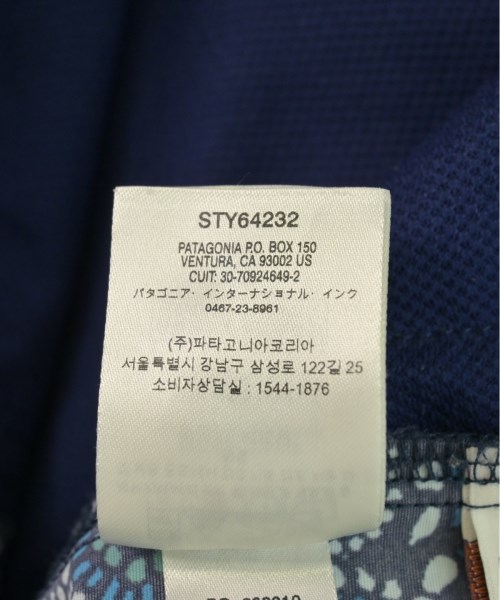 STY64232
PATAGONIA P.O. BOX 150
VENTURA, CA 93002 US
CUIT: 30-70924649-2
パタゴニア・インターナショナル・インク
0467-23-8961
(주)파타고니아코리아
서울특별시 강남구 삼성로 122길 25
소비자상담실 : 1544-1876